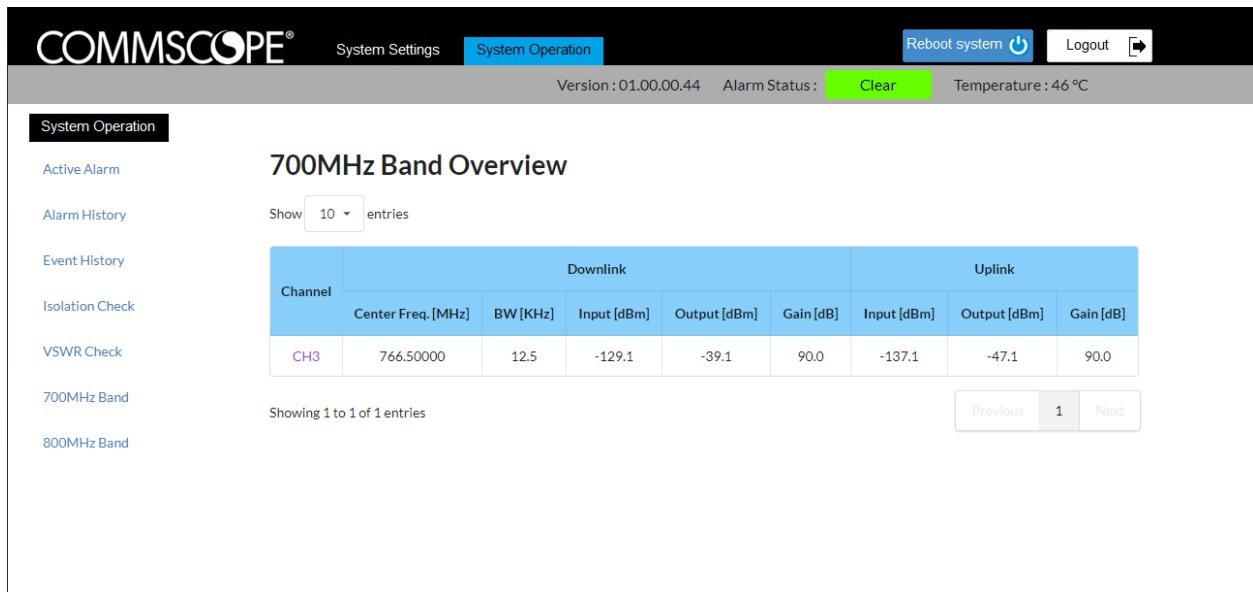 COMMSCOPE®
System Settings
System Operation
Reboot system
Logout
Version : 01.00.00.44 Alarm Status : Clear Temperature : 46 ºC
System Operation
Active Alarm
Alarm History
Event History
Isolation Check
VSWR Check
700MHz Band
800MHz Band
700MHz Band Overview
Show 10 entries
Channel
Downlink
Uplink
Center Freq. [MHz] BW [KHz] Input [dBm] Output [dBm] Gain [dB] Input [dBm] Output [dBm] Gain [dB]
CH3 766.50000 12.5 -129.1 -39.1 90.0 -137.1 -47.1 90.0
Showing 1 to 1 of 1 entries
Previous 1 Next